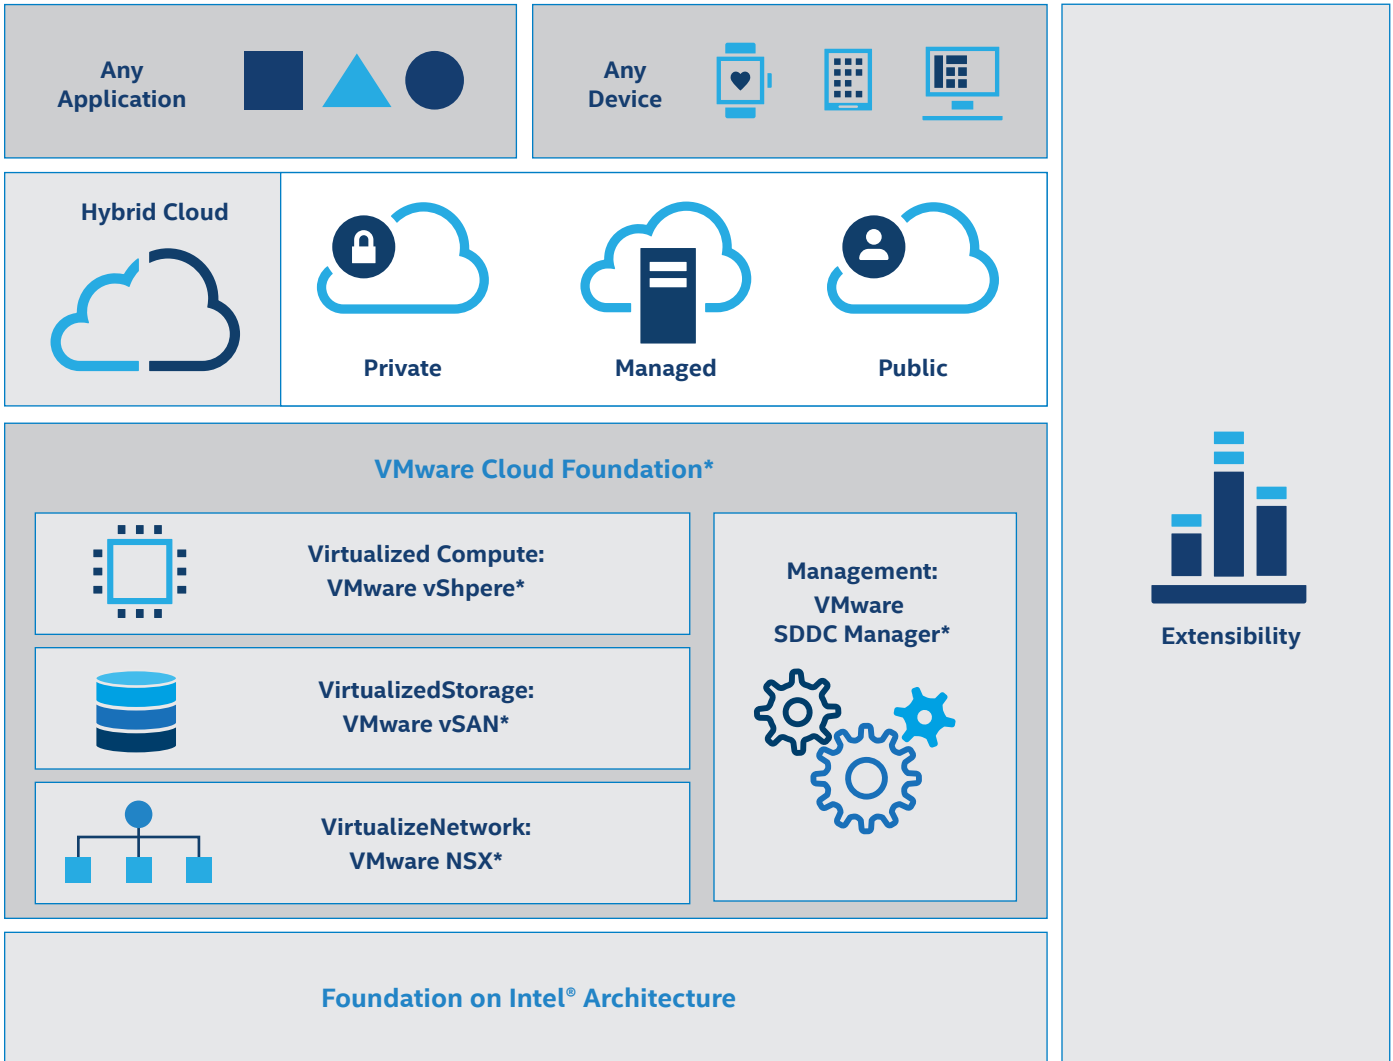 Any
Application
Any
Device
Hybrid Cloud
Private
Managed
Public
VMware Cloud Foundation*
Virtualized Compute:
VMware vShpere*
VirtualizedStorage:
VMware vSAN*
VirtualizeNetwork:
VMware NSX*
Management:
VMware
SDDC Manager*
Extensibility
Foundation on Intel® Architecture